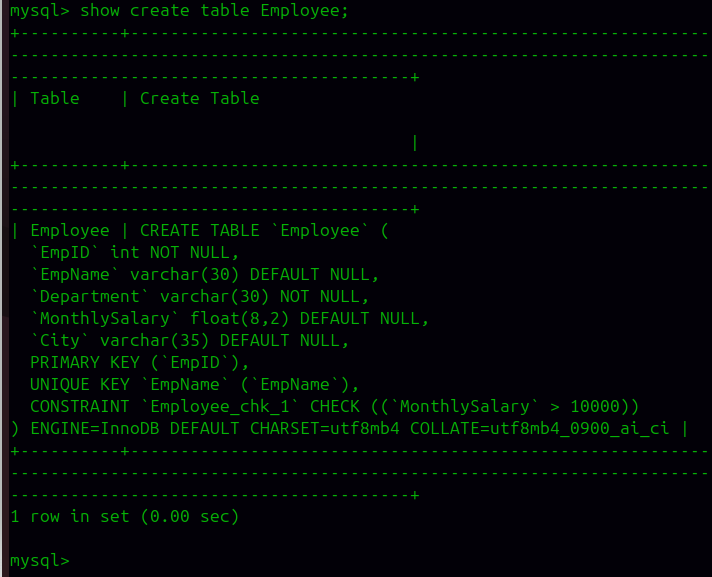 mysql> show create table Employee;
+----------+----------------------------------------------------------
----------------------------------------------------------------------
----------------------------------------+
| Table    | Create Table
                                        |
+----------+----------------------------------------------------------
----------------------------------------------------------------------
----------------------------------------+
| Employee | CREATE TABLE `Employee` (
  `EmpID` int NOT NULL,
  `EmpName` varchar(30) DEFAULT NULL,
  `Department` varchar(30) NOT NULL,
  `MonthlySalary` float(8,2) DEFAULT NULL,
  `City` varchar(35) DEFAULT NULL,
  PRIMARY KEY (`EmpID`),
  UNIQUE KEY `EmpName` (`EmpName`),
  CONSTRAINT `Employee_chk_1` CHECK ((`MonthlySalary` > 10000))
) ENGINE=InnoDB DEFAULT CHARSET=utf8mb4 COLLATE=utf8mb4_0900_ai_ci |
+----------+----------------------------------------------------------
----------------------------------------------------------------------
----------------------------------------+
1 row in set (0.00 sec)
mysql>